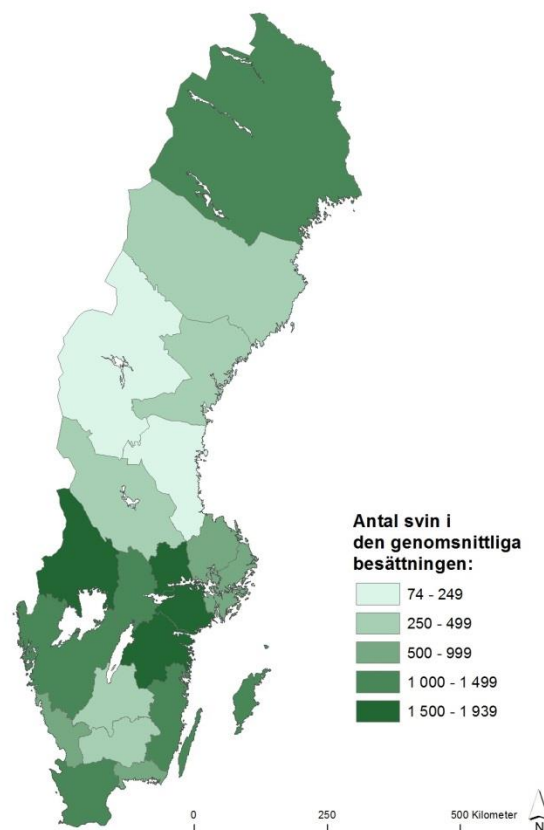 Antal svin i
den genomsnittliga
besättningen:
74 - 249
250 - 499
500 - 999
1 000 - 1 499
1 500 - 1 939
0 250 500 Kilometer
N